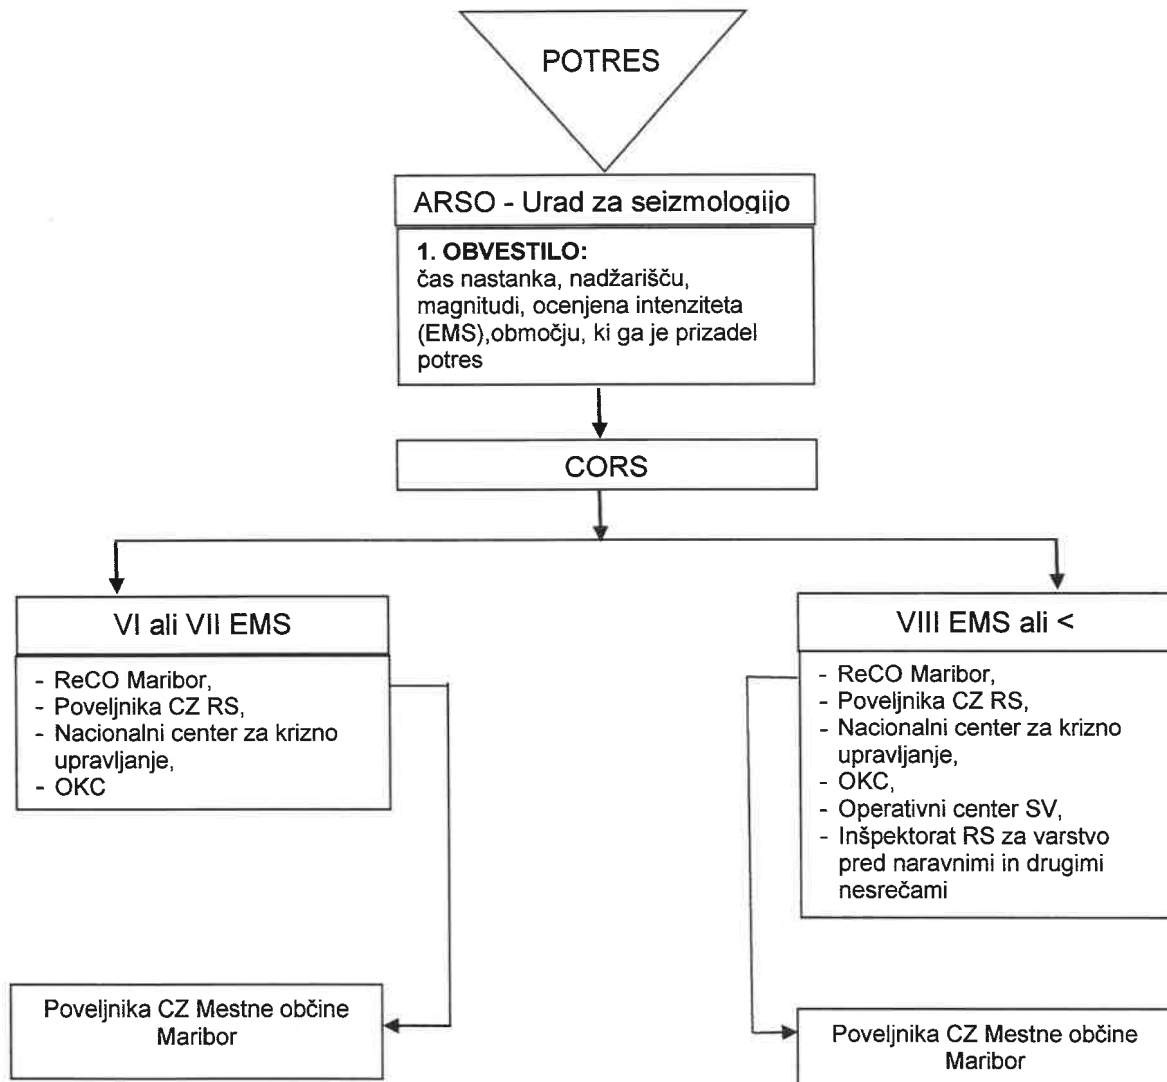 POTRES
ARSO - Urad za seizmologijo
1. OBVESTILO:
čas nastanka, nadžarišču,
magnitudi, ocenjena intenziteta
(EMS),območju, ki ga je prizadel
potres
CORS
VI ali VII EMS
- ReCO Maribor,
- Poveljnika CZ RS,
- Nacionalni center za krizno
upravljanje,
- OKC
VIII EMS ali <
- ReCO Maribor,
- Poveljnika CZ RS,
- Nacionalni center za krizno
upravljanje,
- OKC,
- Operativni center SV,
- Inšpektorat RS za varstvo
pred naravnimi in drugimi
nesrečami
Poveljnika CZ Mestne občine
Maribor
Poveljnika CZ Mestne občine
Maribor